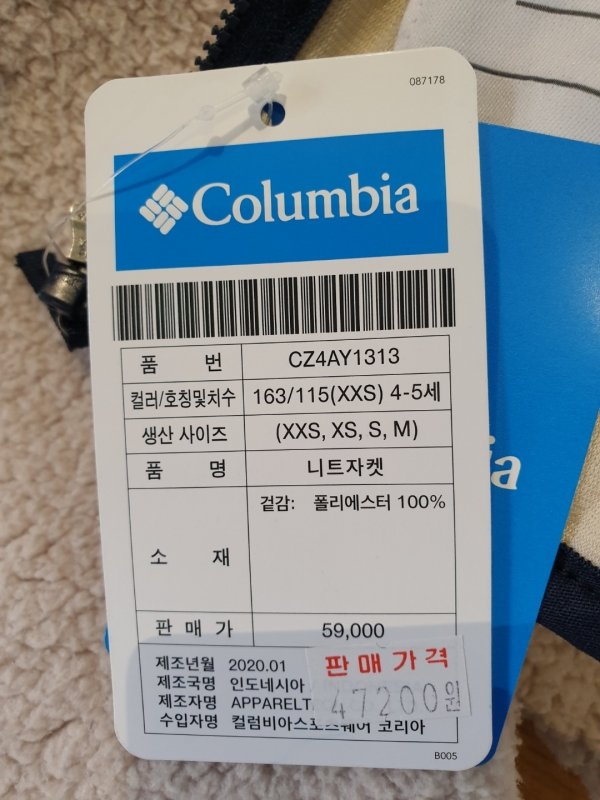 087178
Columbia
품 번 CZ4AY1313
컬러/호칭및치수 163/115(XXS) 4-5세
생산 사이즈 (XXS, XS, S, M)
품 명 니트자켓
소 재 겉감: 폴리에스터 100%
판 매 가 59,000
제조년월 2020.01
제조국명 인도네시아
제조자명 APPARELT
수입자명 컬럼비아스포츠웨어 코리아
판매가격
47200원
B005
ia